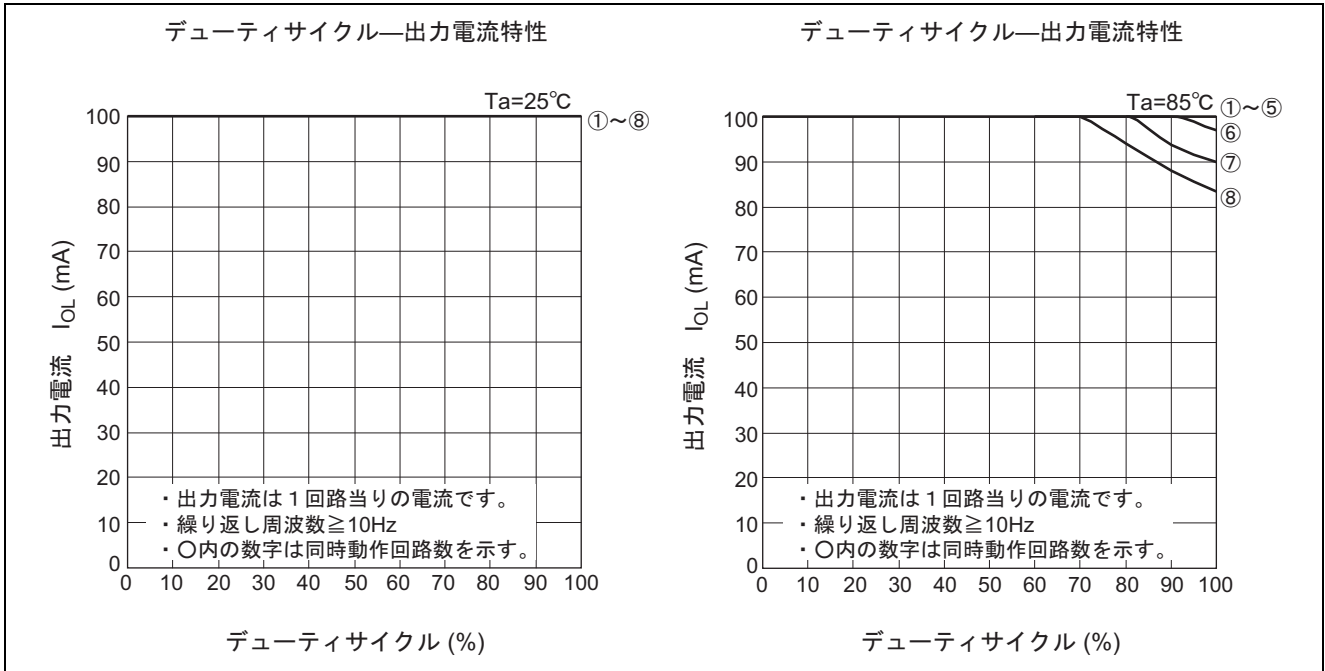 デューティサイクル―出力電流特性
Ta=25℃
①～⑧
100
90
80
70
60
50
40
30
20
10
0
出力電流 IOL (mA)
・出力電流は１回路当りの電流です。
・繰り返し周波数≧10Hz
・〇内の数字は同時動作回路数を示す。
0 10 20 30 40 50 60 70 80 90 100
デューティサイクル (%)
デューティサイクル―出力電流特性
Ta=85℃
①～⑤
⑥
⑦
⑧
100
90
80
70
60
50
40
30
20
10
0
出力電流 IOL (mA)
・出力電流は１回路当りの電流です。
・繰り返し周波数≧10Hz
・〇内の数字は同時動作回路数を示す。
0 10 20 30 40 50 60 70 80 90 100
デューティサイクル (%)